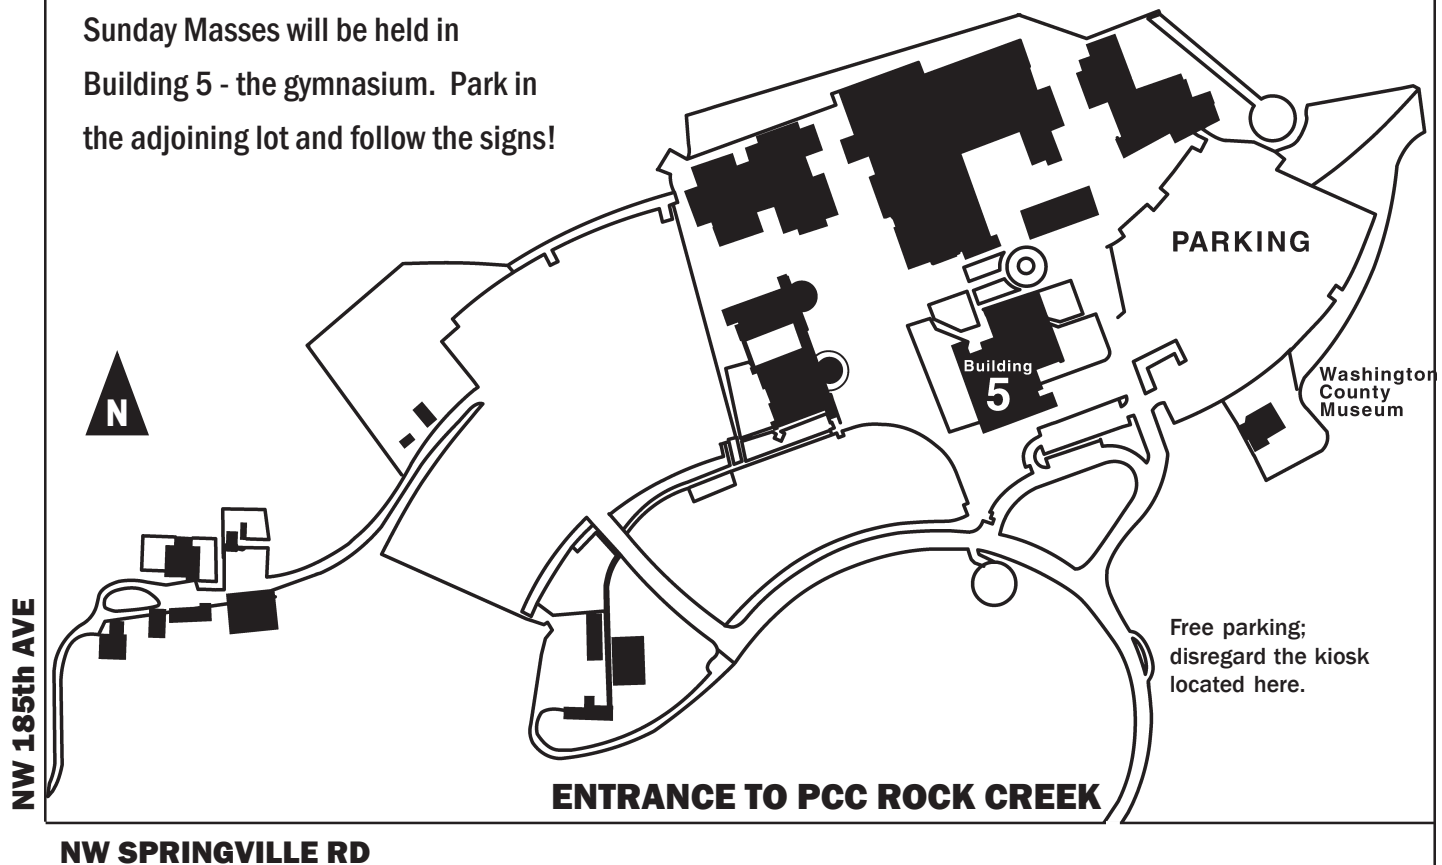 Sunday Masses will be held in
Building 5 - the gymnasium.  Park in
the adjoining lot and follow the signs!
PARKING
Building
5
Washington
County
Museum
N
Free parking;
disregard the kiosk
located here.
NW 185th AVE
ENTRANCE TO PCC ROCK CREEK
NW SPRINGVILLE RD